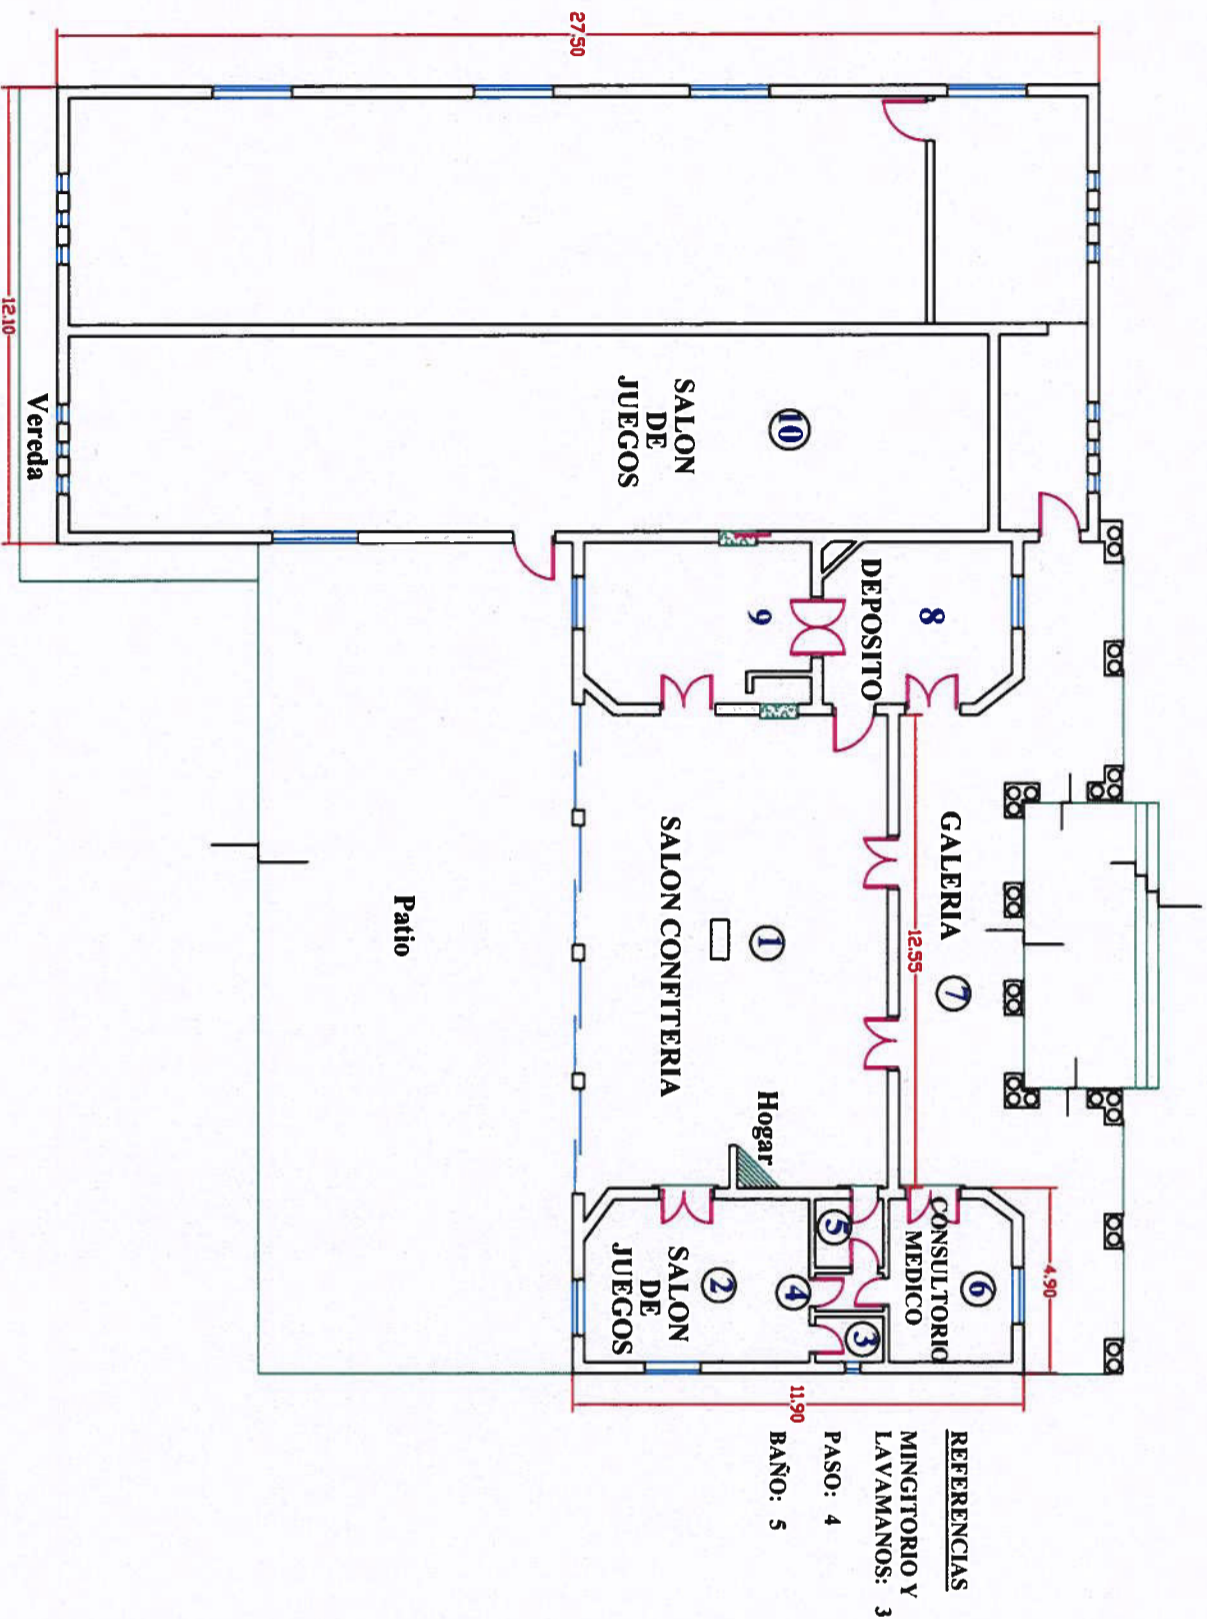 27.50
12.10
Vereda
10
SALON
DE
JUEGOS
8
DEPOSITO
9
GALERIA
7
12.55
1
SALON CONFITERIA
Patio
Hogar
4.90
6
CONSULTORIO
MEDICO
5
3
4
2
SALON
DE
JUEGOS
11.90
REFERENCIAS
MINGITORIO Y
LAVAMANOS: 3
PASO: 4
BAÑO: 5